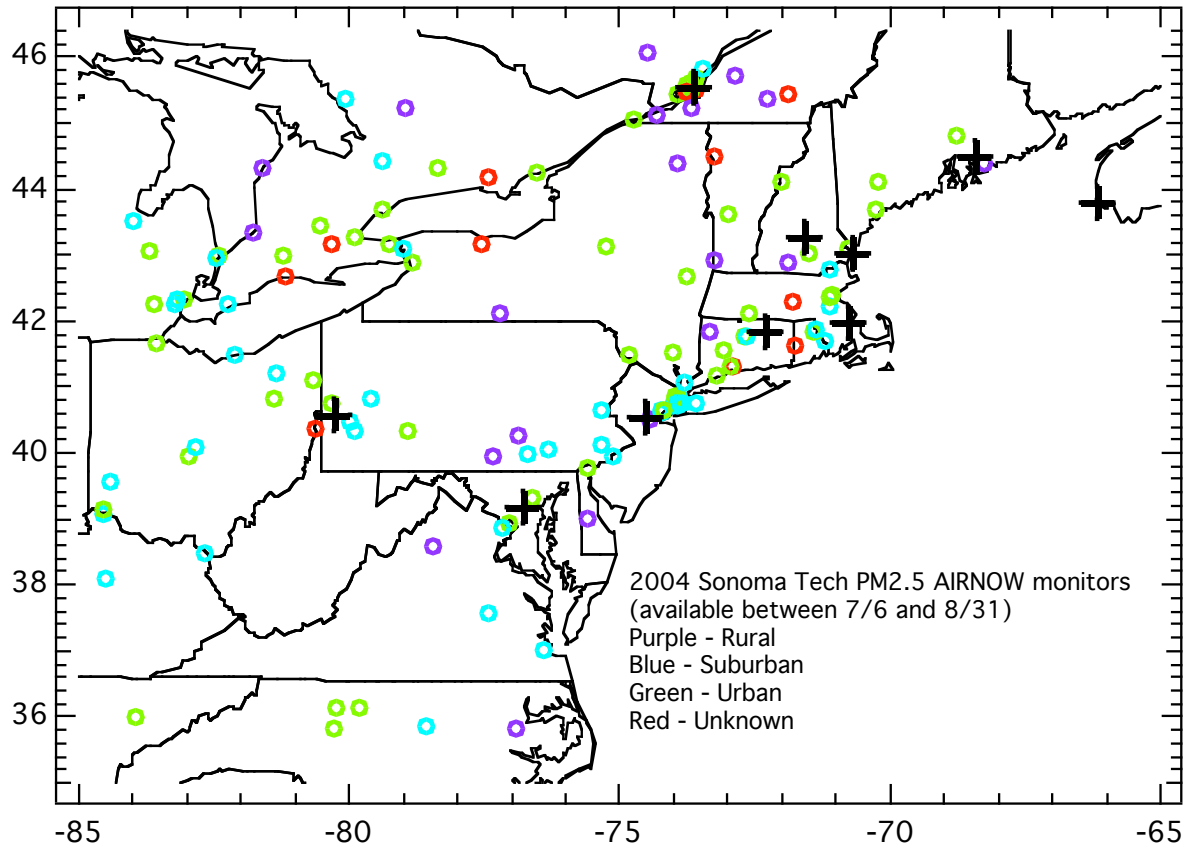 46
44
42
40
38
36
2004 Sonoma Tech PM2.5 AIRNOW monitors
(available between 7/6 and 8/31)
Purple - Rural
Blue - Suburban
Green - Urban
Red - Unknown
-85 -80 -75 -70 -65